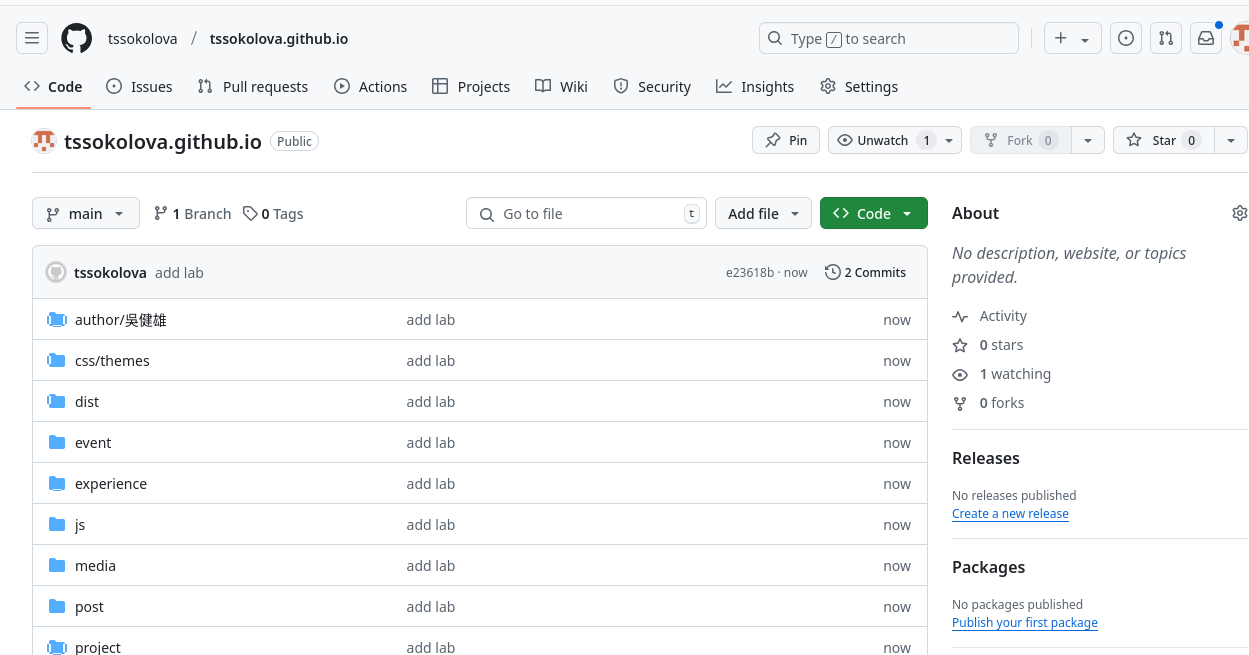 tssokolova / tssokolova.github.io
Type / to search
Code Issues Pull requests Actions Projects Wiki Security Insights Settings
tssokolova.github.io Public
Pin Unwatch 1 Fork 0 Star 0
main 1 Branch 0 Tags Go to file t Add file Code
tssokolova add lab e23618b · now 2 Commits
author/吳健雄 add lab now
css/themes add lab now
dist add lab now
event add lab now
experience add lab now
js add lab now
media add lab now
post add lab now
project add lab now
About
No description, website, or topics
provided.
Activity
0 stars
1 watching
0 forks
Releases
No releases published
Create a new release
Packages
No packages published
Publish your first package